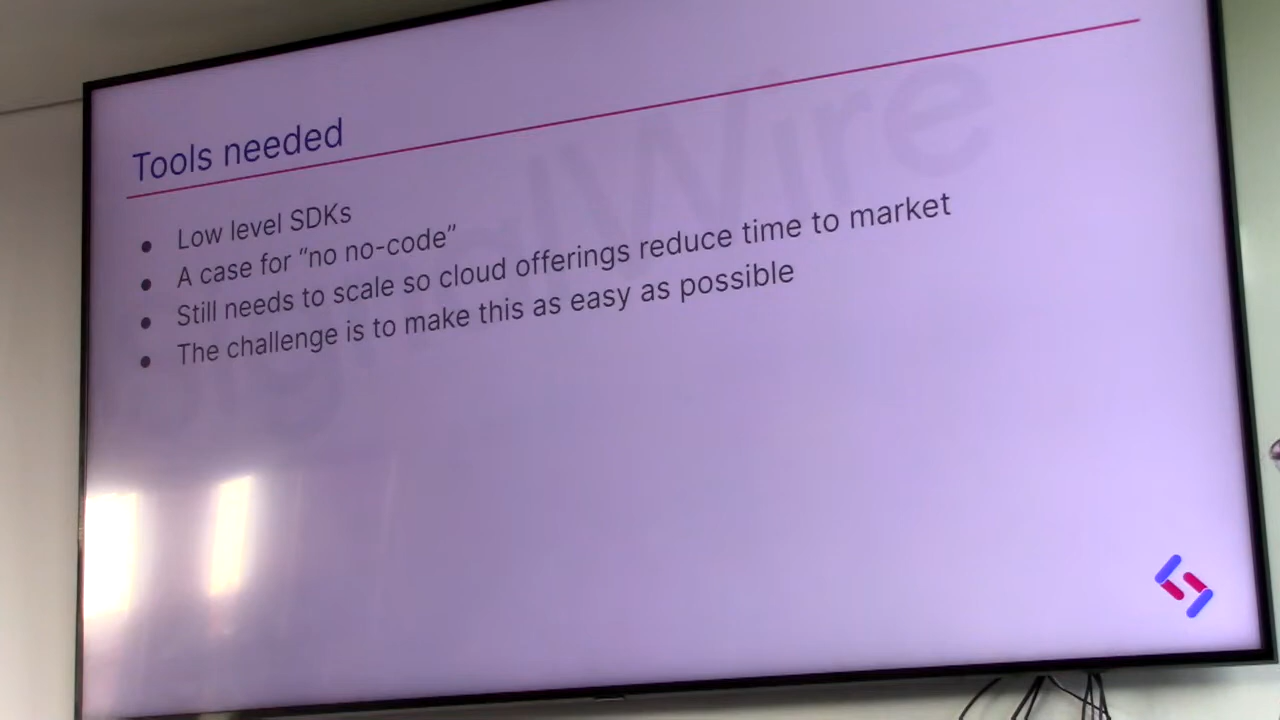 Tools needed
Low level SDKs
A case for “no no-code”
Still needs to scale so cloud offerings reduce time to market
The challenge is to make this as easy as possible
SignalWire